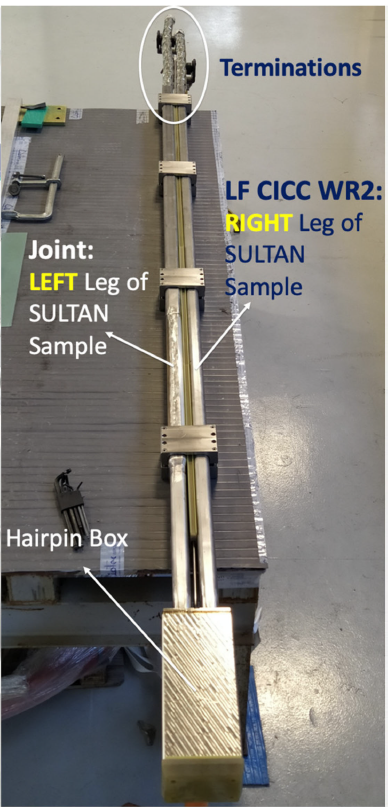 Terminations
LF CICC WR2:
RIGHT Leg of
SULTAN
Sample
Joint:
LEFT Leg of
SULTAN
Sample
Hairpin Box